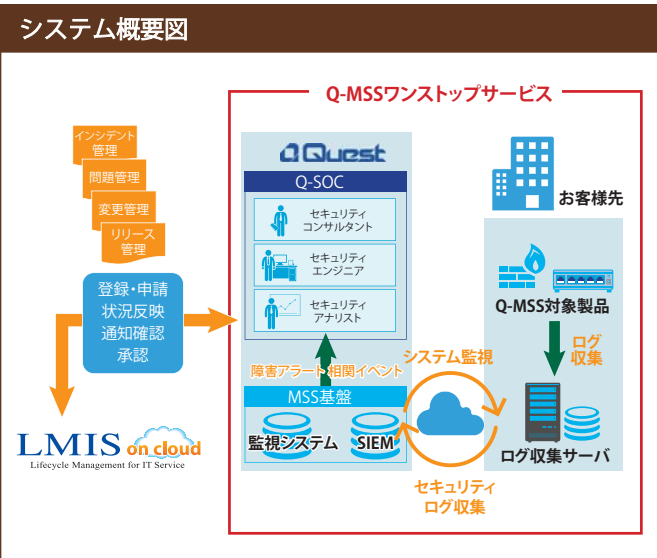 システム概要図
Q-MSSワンストップサービス
インシデント
管理
問題管理
変更管理
リリース
管理
登録・申請
状況反映
通知確認
承認
LMIS on cloud
Lifecycle Management for IT Service
Quest
Q-SOC
セキュリティ
コンサルタント
セキュリティ
エンジニア
セキュリティ
アナリスト
障害アラート 相関イベント
MSS基盤
監視システム
SIEM
システム監視
セキュリティ
ログ収集
お客様先
Q-MSS対象製品
ログ
収集
ログ収集サーバ